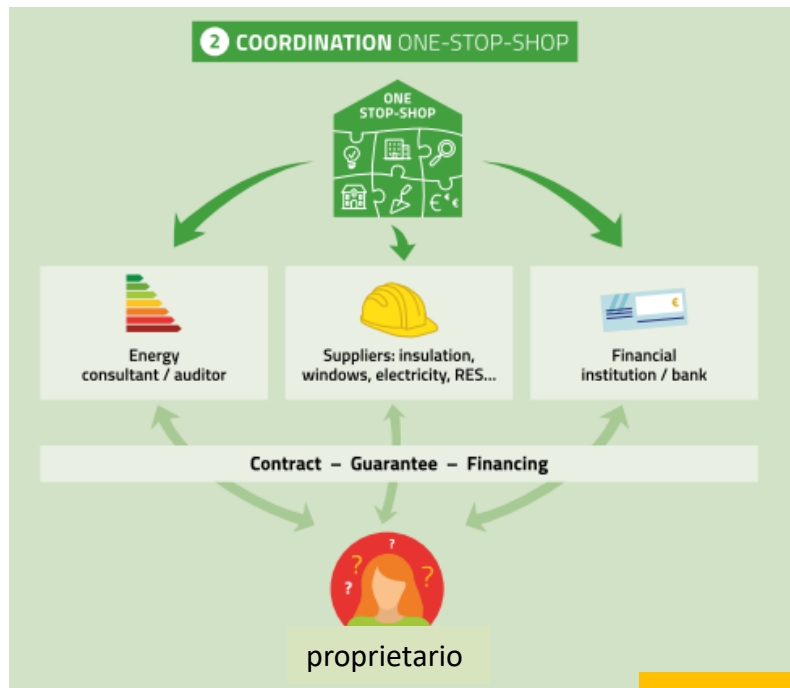 2 COORDINATION ONE-STOP-SHOP
ONE
STOP-SHOP
€ € €
€
Energy
consultant / auditor
Suppliers: insulation,
windows, electricity, RES...
Financial
institution / bank
Contract – Guarantee – Financing
?
? ?
?
proprietario